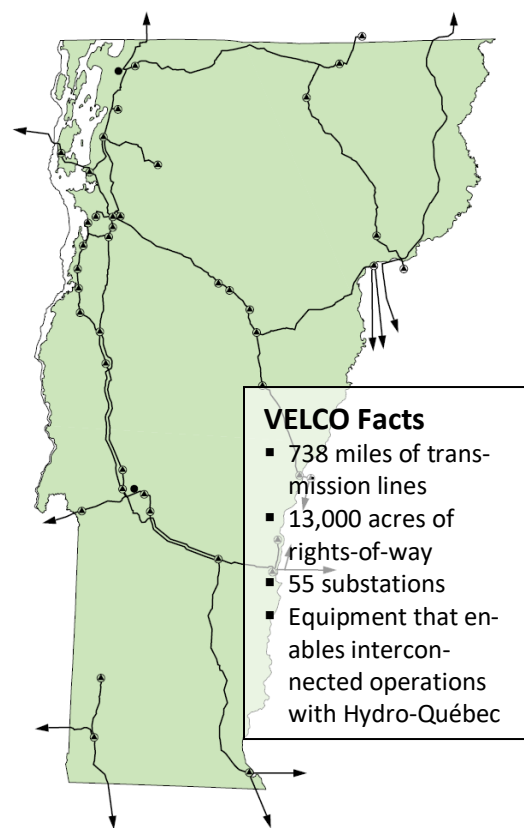 VELCO Facts
▪ 738 miles of trans-
mission lines
▪ 13,000 acres of
rights-of-way
▪ 55 substations
▪ Equipment that en-
ables intercon-
nected operations
with Hydro-Québec